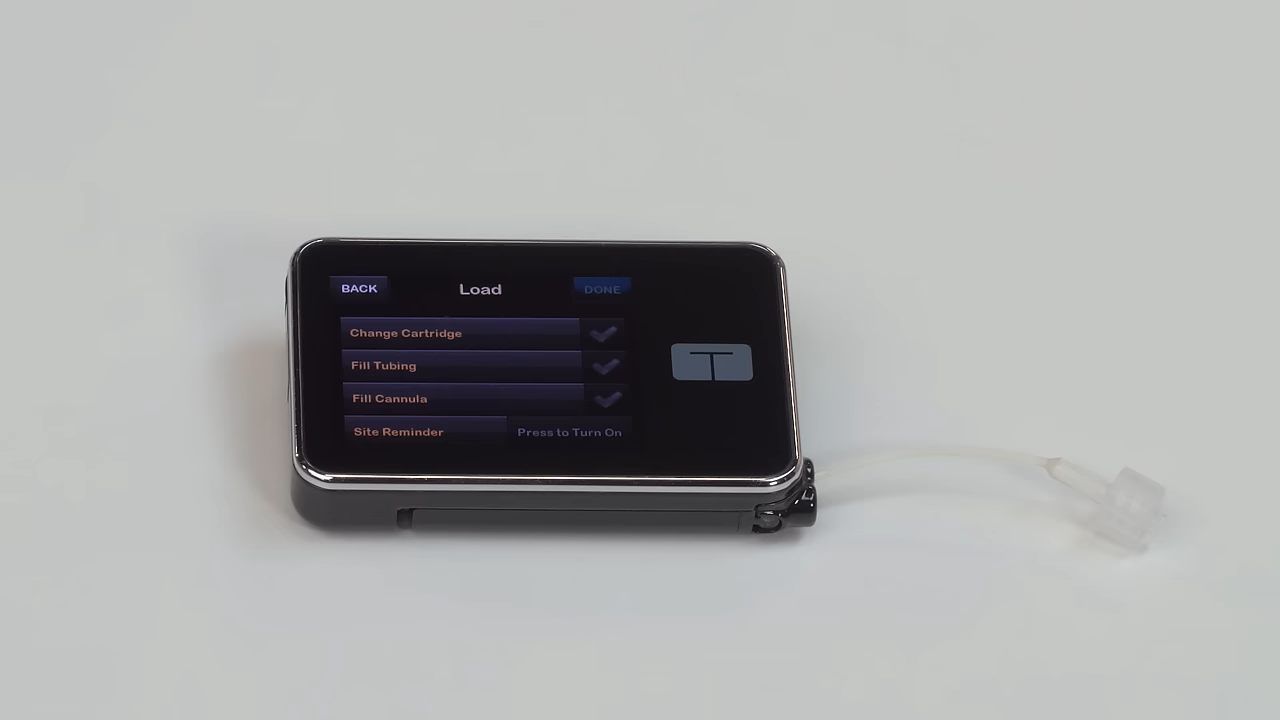 BACK Load DONE
Change Cartridge
Fill Tubing
Fill Cannula
Site Reminder Press to Turn On